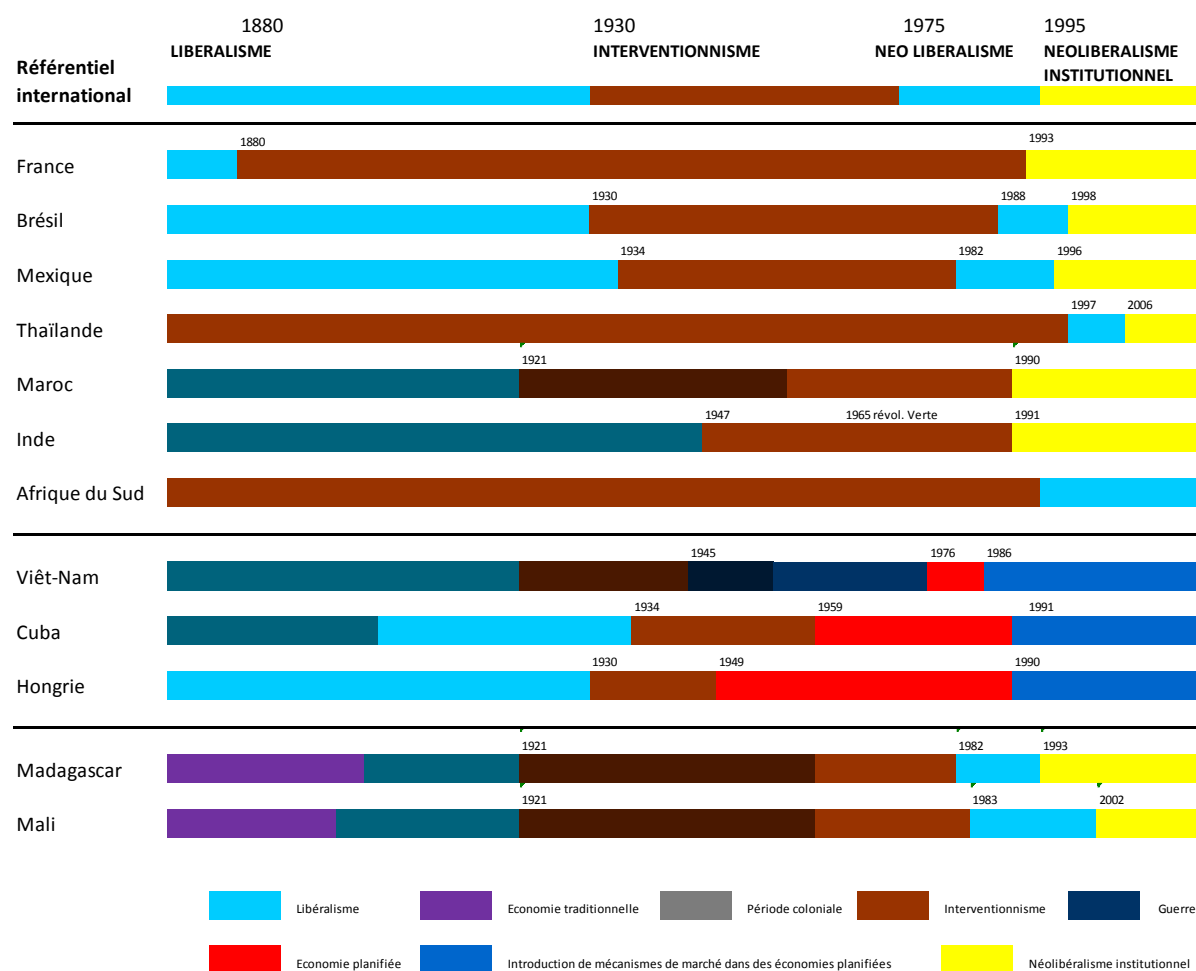 1880 1930 1975 1995
LIBERALISME INTERVENTIONNISME NEO LIBERALISME NEOLIBERALISME
INSTITUTIONNEL
Référentiel
international
1880 1993
France
1930 1988 1998
Brésil
1934 1982 1996
Mexique
1997 2006
Thaïlande
1921 1990
Maroc
1947 1965 révol. Verte 1991
Inde
Afrique du Sud
1945 1976 1986
Viêt-Nam
1934 1959 1991
Cuba
1930 1949 1990
Hongrie
1921 1982 1993
Madagascar
1921 1983 2002
Mali
Libéralisme Economie traditionnelle Période coloniale Interventionnisme Guerre
Economie planifiée Introduction de mécanismes de marché dans des économies planifiées Néolibéralisme institutionnel